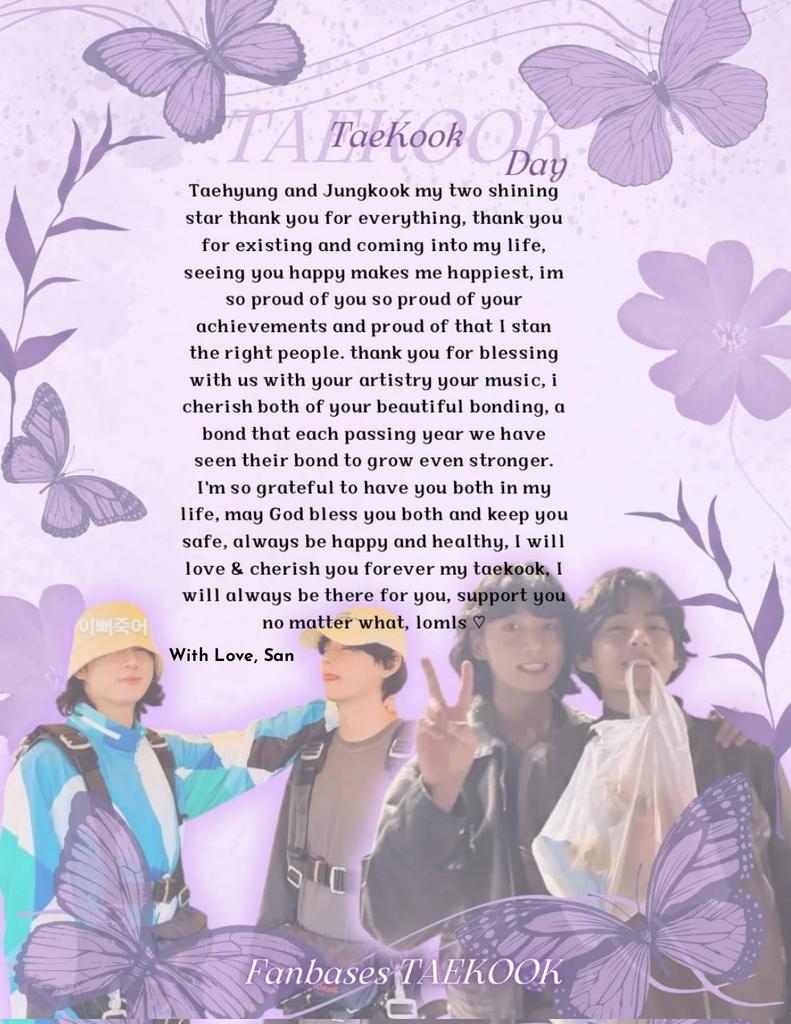 TAEKOOK
TaeKook
Day
Taehyung and Jungkook my two shining
star thank you for everything, thank you
for existing and coming into my life,
seeing you happy makes me happiest, im
so proud of you so proud of your
achievements and proud of that I stan
the right people. thank you for blessing
with us with your artistry your music, i
cherish both of your beautiful bonding, a
bond that each passing year we have
seen their bond to grow even stronger.
I'm so grateful to have you both in my
life, may God bless you both and keep you
safe, always be happy and healthy, I will
love & cherish you forever my taekook, I
will always be there for you, support you
no matter what, lomls ♡
이뻐죽어
With Love, San
Fanbases TAEKOOK